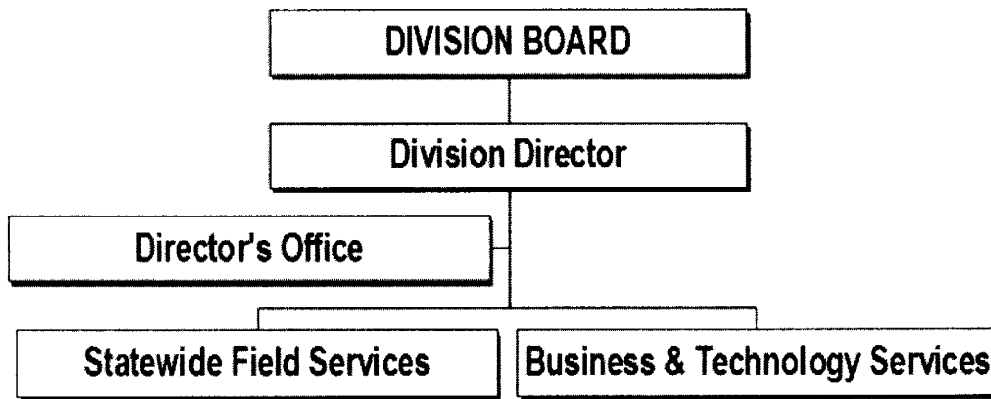 DIVISION BOARD
Division Director
Director's Office
Statewide Field Services
Business & Technology Services